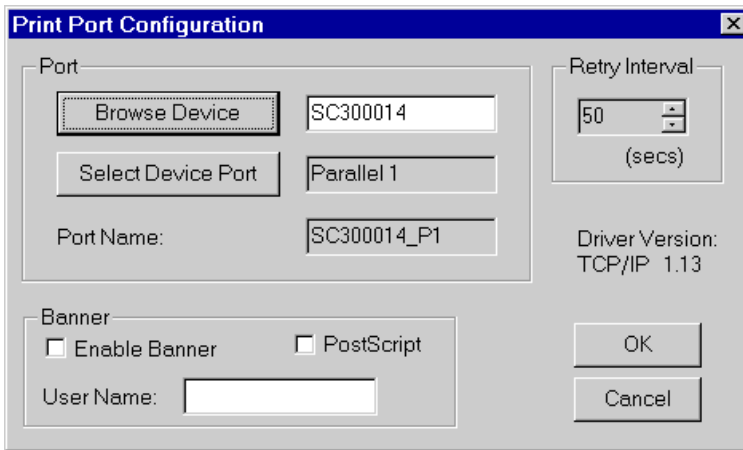 Print Port Configuration
Port
Browse Device
SC300014
Select Device Port
Parallel 1
Port Name:
SC300014_P1
Retry Interval
50
(secs)
Driver Version:
TCP/IP 1.13
Banner
Enable Banner
PostScript
User Name:
OK
Cancel